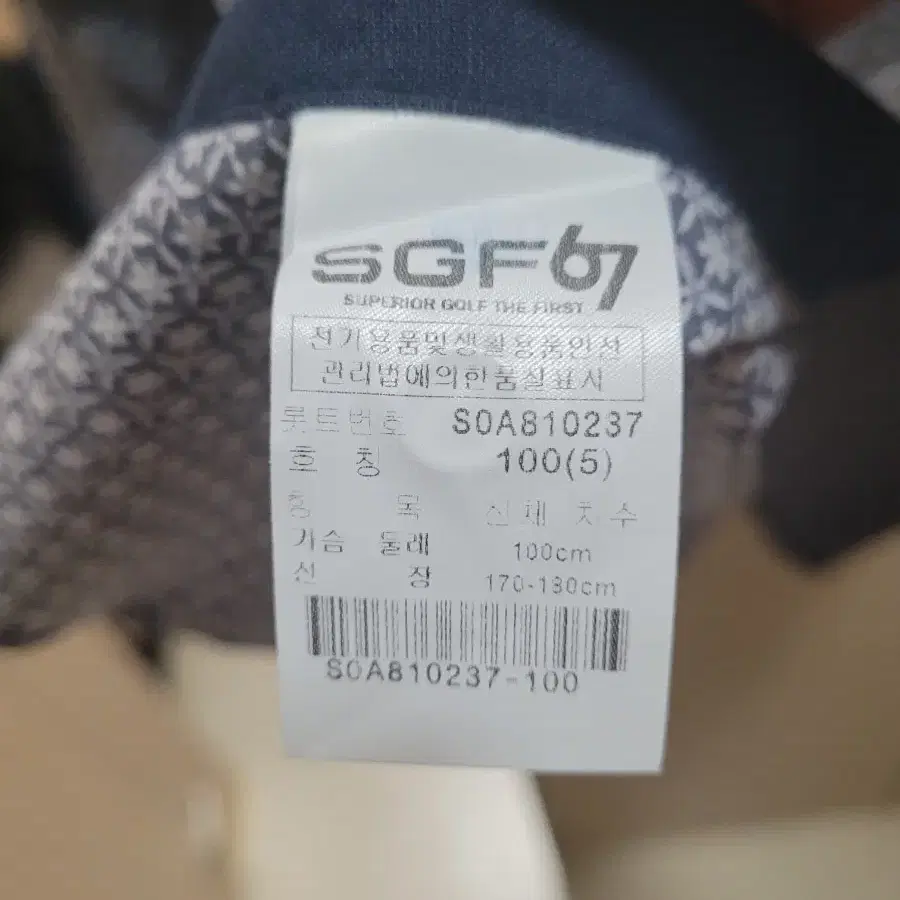 SGF67
SUPERIOR GOLF THE FIRST
전기용품및생활용품안전
관리법에의한품질표시
롯트번호 S0A810237
호 칭 100(5)
항 목 신체 치수
가슴 둘레 100cm
신 장 170-180cm
S0A810237-100